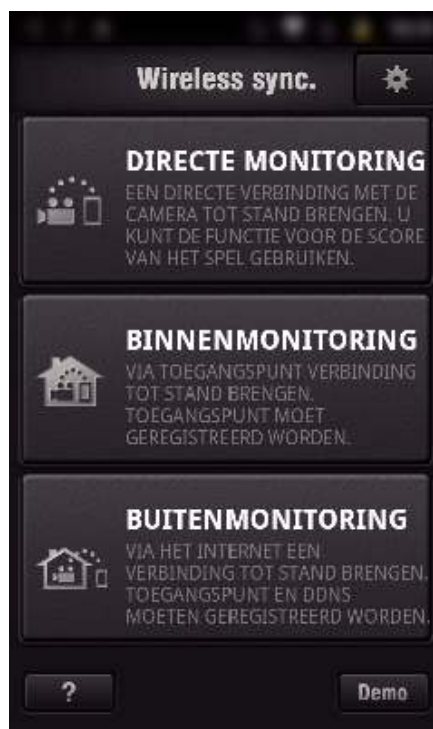 Wireless sync.
DIRECTE MONITORING
EEN DIRECTE VERBINDING MET DE
CAMERA TOT STAND BRENGEN. U
KUNT DE FUNCTIE VOOR DE SCORE
VAN HET SPEL GEBRUIKEN.
BINNENMONITORING
VIA TOEGANGSPUNT VERBINDING
TOT STAND BRENGEN.
TOEGANGSPUNT MOET
GEREGISTREERD WORDEN.
BUITENMONITORING
VIA HET INTERNET EEN
VERBINDING TOT STAND BRENGEN.
TOEGANGSPUNT EN DDNS
MOETEN GEREGISTREERD WORDEN.
?
Demo